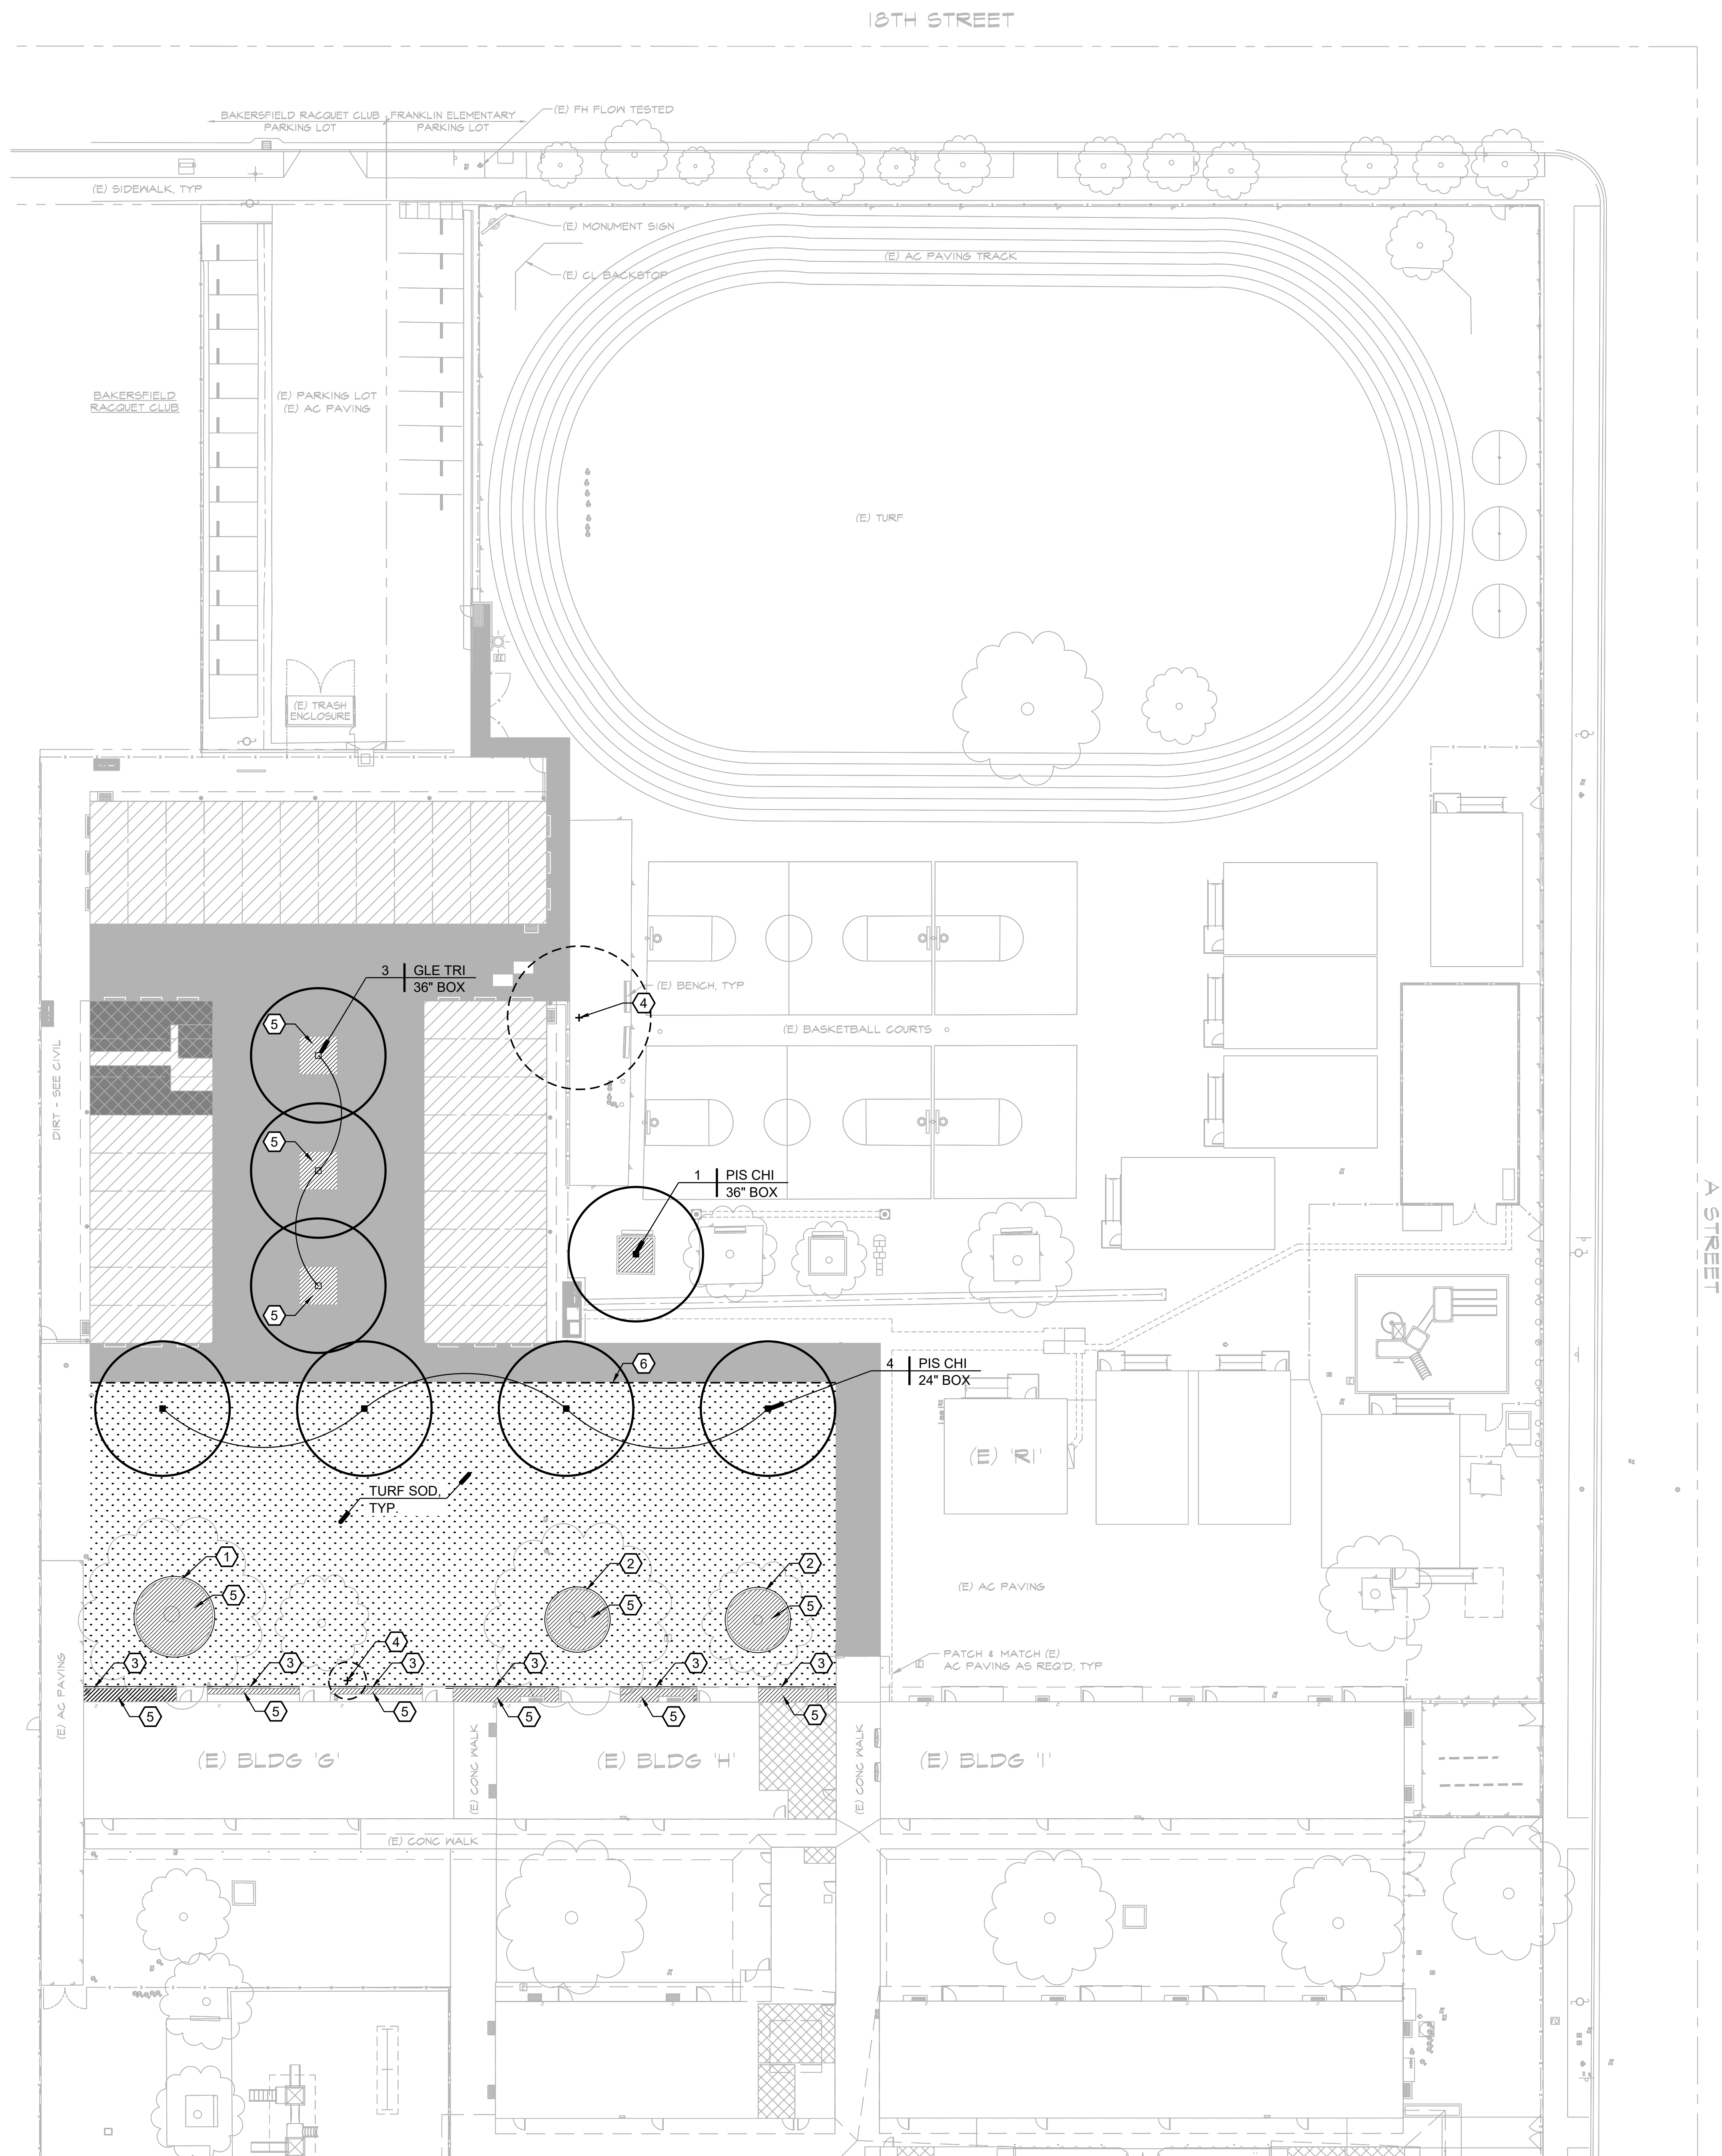 18TH STREET
(E) FH FLOW TESTED
BAKERSFIELD RACQUET CLUB
PARKING LOT
FRANKLIN ELEMENTARY
PARKING LOT
(E) SIDEWALK, TYP
(E) MONUMENT SIGN
(E) AC PAVING TRACK
(E) CL BACKSTOP
BAKERSFIELD
RACQUET CLUB
(E) PARKING LOT
(E) AC PAVING
(E) TURF
(E) TRASH
ENCLOSURE
3 GLE TRI
36" BOX
(E) BENCH, TYP
4
5
(E) BASKETBALL COURTS
DIRT - SEE CIVIL
5
1 PIS CHI
36" BOX
A STREET
5
6
4 PIS CHI
24" BOX
(E) 'R1'
TURF SOD,
TYP.
1
2
2
(E) AC PAVING
5
5
5
4
PATCH & MATCH (E)
AC PAVING AS REQ'D, TYP
3
3
3
3
3
3
(E) AC PAVING
5
5
5
5
5
5
(E) BLDG 'G'
(E) CONC WALK
(E) BLDG 'H'
(E) CONC WALK
(E) BLDG 'I'
(E) CONC WALK